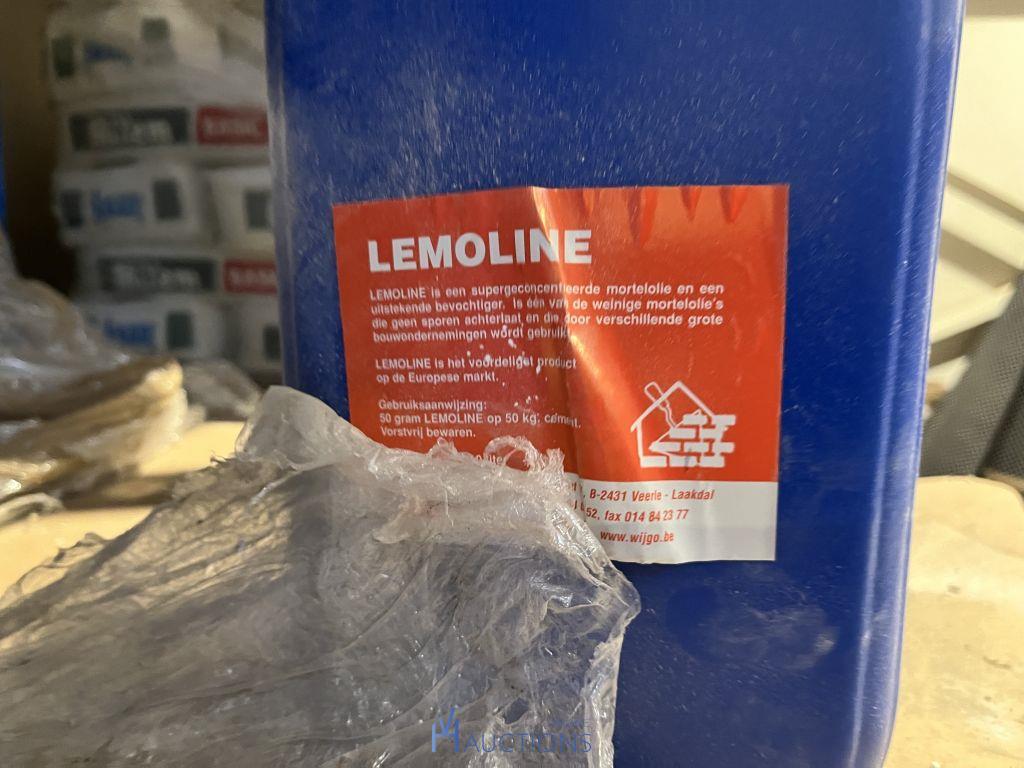 LEMOLINE
LEMOLINE is een supergeconcentreerde mortelolie en een
uitstekende bevochtiger. Is één van de weinige mortelolie's
die geen sporen achterlaat en die door verschillende grote
bouwondernemingen wordt gebruikt.
LEMOLINE is het voordeligst product
op de Europese markt.
Gebruiksaanwijzing:
50 gram LEMOLINE op 50 kg. cement.
Vorstvrij bewaren.
B-2431 Veerle - Laakdal
52, fax 014 84 23 77
www.wijgo.be
AUCTIONS